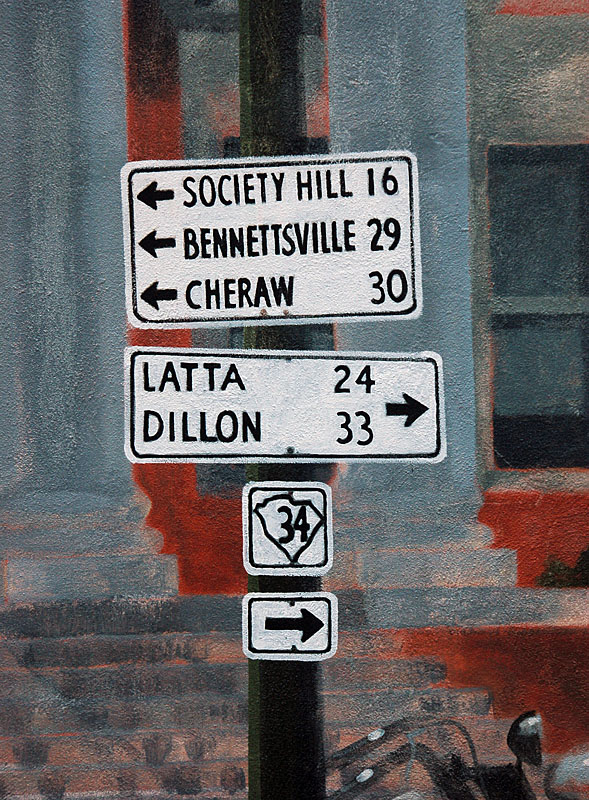 SOCIETY HILL 16
BENNETTSVILLE 29
CHERAW 30
LATTA 24
DILLON 33
34